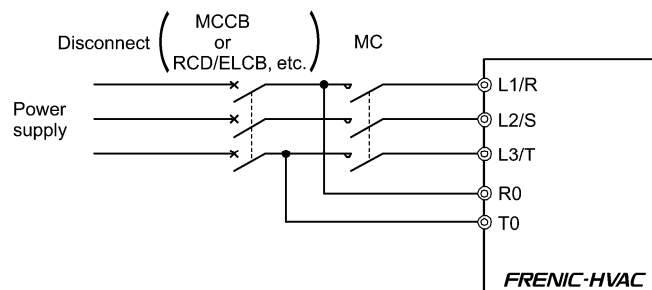 Disconnect
(MCCB
or
RCD/ELCB, etc.)
MC
Power
supply
L1/R
L2/S
L3/T
R0
T0
FRENIC-HVAC